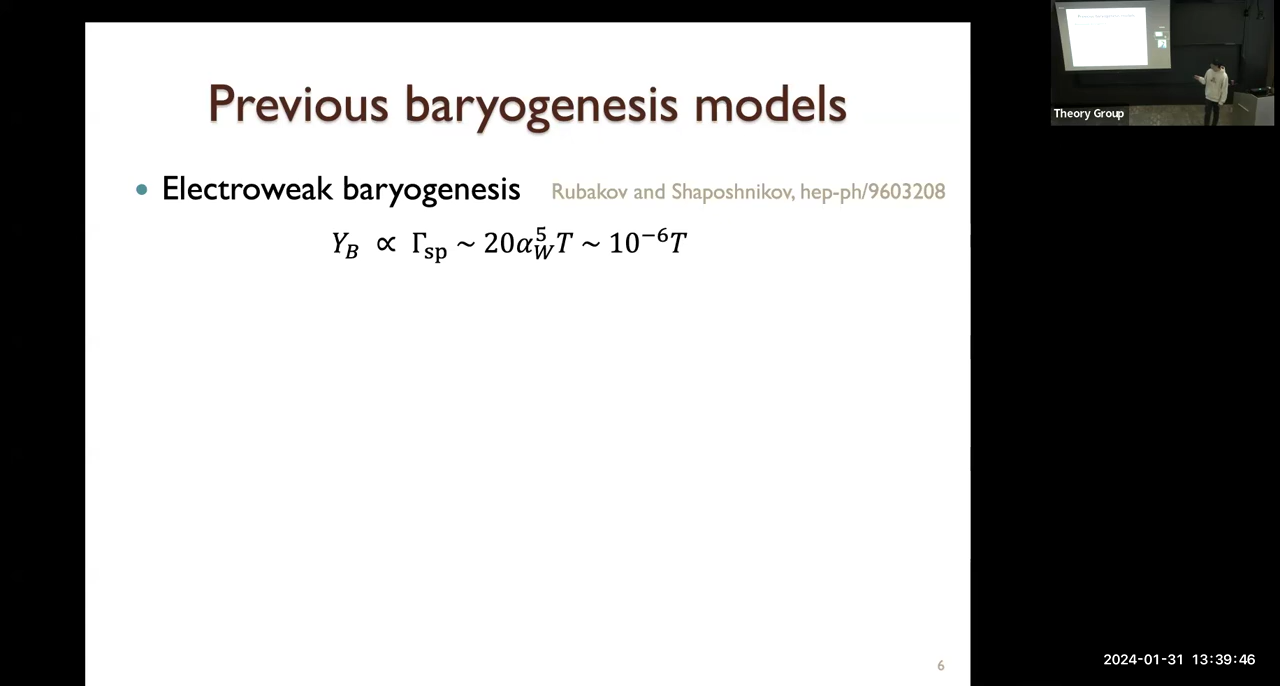 Previous baryogenesis models
• Electroweak baryogenesis Rubakov and Shaposhnikov, hep-ph/9603208
𝑌_𝐵 ∝ Γ_sp ~ 20𝛼_𝑊^5 𝑇 ~ 10^−6 𝑇
6
Theory Group
2024-01-31 13:39:46